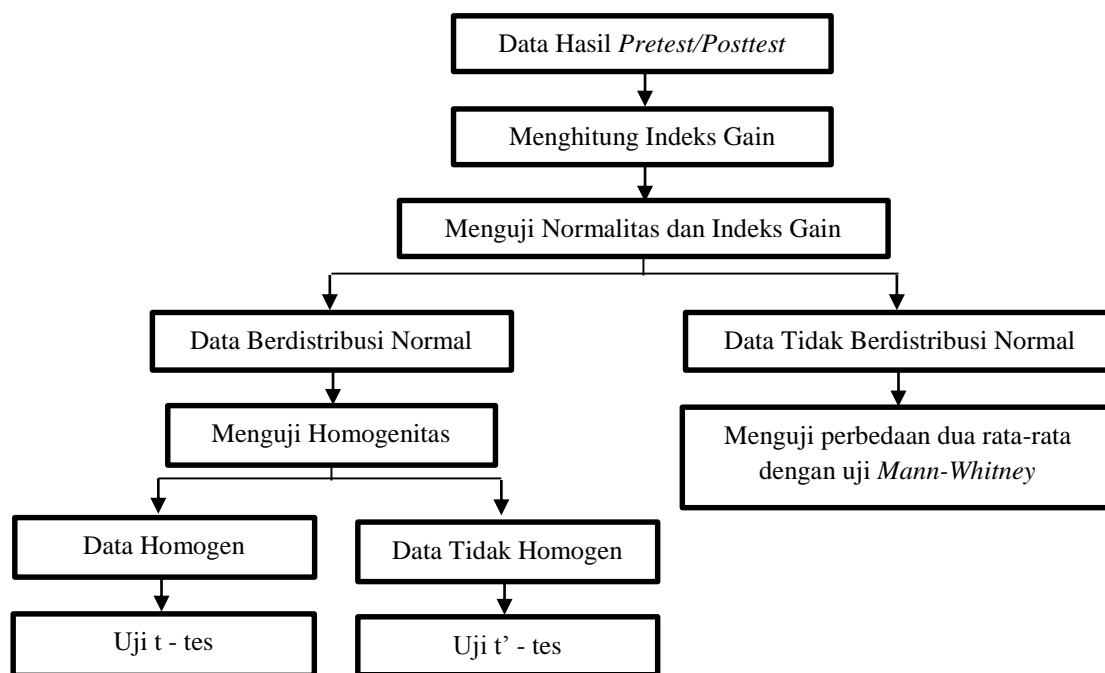 Data Hasil Pretest/Posttest
Menghitung Indeks Gain
Menguji Normalitas dan Indeks Gain
Data Berdistribusi Normal
Data Tidak Berdistribusi Normal
Menguji Homogenitas
Menguji perbedaan dua rata-rata
dengan uji Mann-Whitney
Data Homogen
Data Tidak Homogen
Uji t - tes
Uji t’ - tes